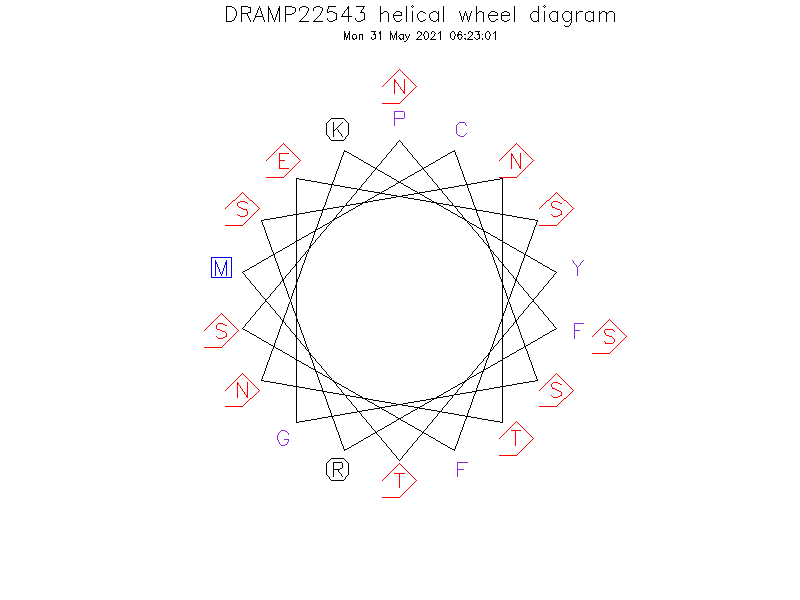 DRAMP22543 helical wheel diagram
Mon 31 May 2021 06:23:01
N
K P C
E N
S S
M Y
S F S
N S
G T
R T F